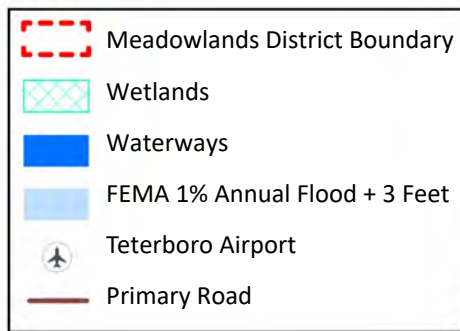 Meadowlands District Boundary
Wetlands
Waterways
FEMA 1% Annual Flood + 3 Feet
Teterboro Airport
Primary Road